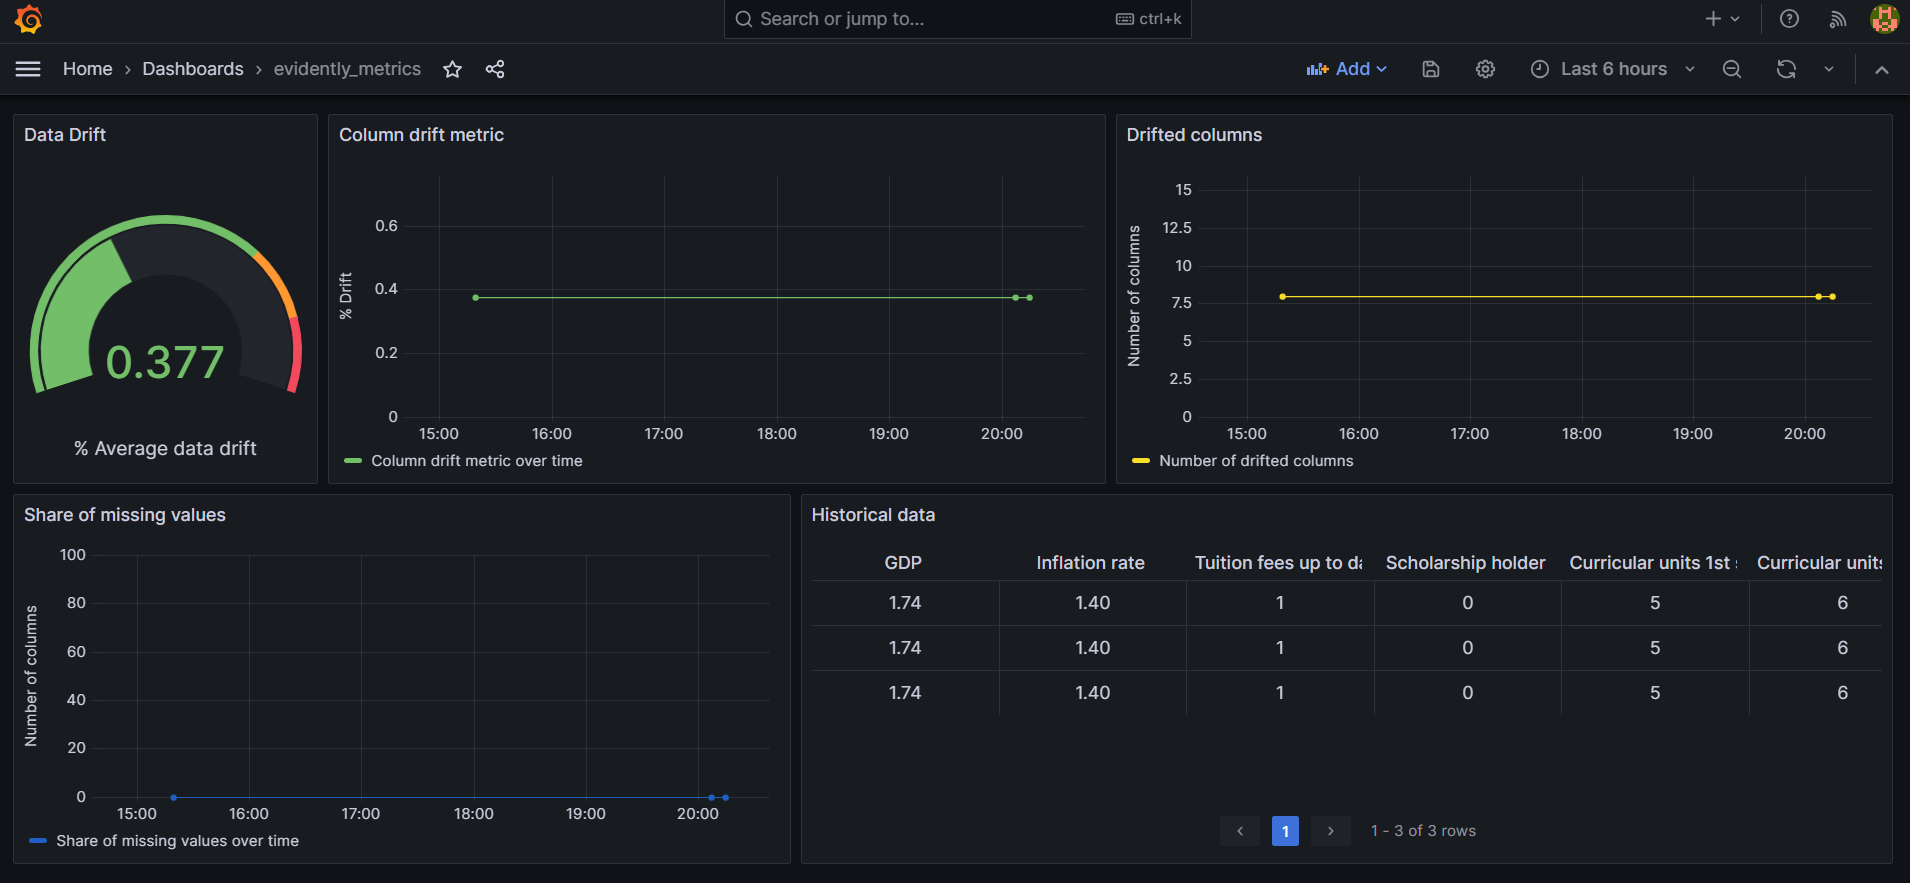 Search or jump to...
ctrl+k
Home › Dashboards › evidently_metrics
Add
Last 6 hours
Data Drift
0.377
% Average data drift
Column drift metric
% Drift
0.6
0.4
0.2
0
15:00 16:00 17:00 18:00 19:00 20:00
Column drift metric over time
Drifted columns
Number of columns
15
12.5
10
7.5
5
2.5
0
15:00 16:00 17:00 18:00 19:00 20:00
Number of drifted columns
Share of missing values
Number of columns
100
80
60
40
20
0
15:00 16:00 17:00 18:00 19:00 20:00
Share of missing values over time
Historical data
GDP Inflation rate Tuition fees up to da Scholarship holder Curricular units 1st Curricular units
1.74 1.40 1 0 5 6
1.74 1.40 1 0 5 6
1.74 1.40 1 0 5 6
‹ 1 › 1 - 3 of 3 rows